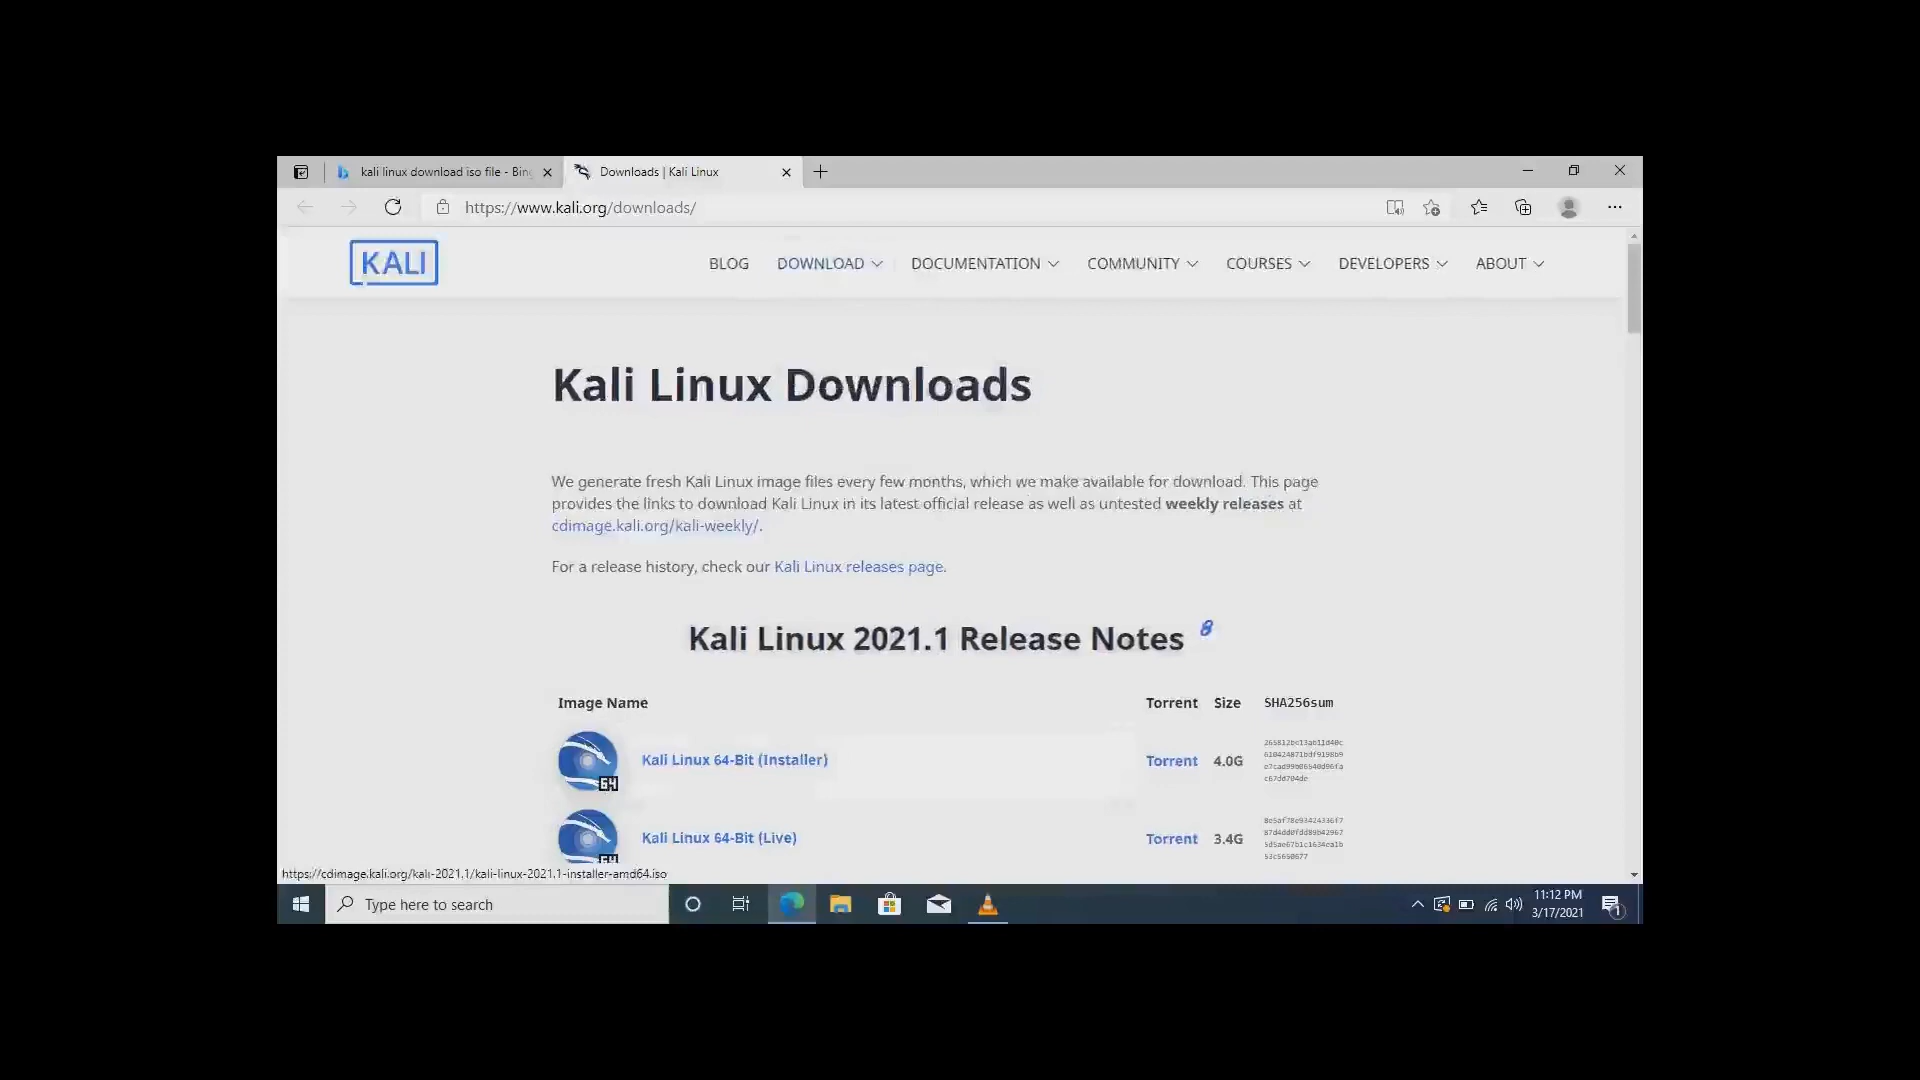 kali linux download iso file - Bing
Downloads | Kali Linux
https://www.kali.org/downloads/
KALI
BLOG DOWNLOAD DOCUMENTATION COMMUNITY COURSES DEVELOPERS ABOUT
Kali Linux Downloads
We generate fresh Kali Linux image files every few months, which we make available for download. This page
provides the links to download Kali Linux in its latest official release as well as untested weekly releases at
cdimage.kali.org/kali-weekly/.
For a release history, check our Kali Linux releases page.
Kali Linux 2021.1 Release Notes
Image Name Torrent Size SHA256sum
Kali Linux 64-Bit (Installer) Torrent 4.0G
64
Kali Linux 64-Bit (Live) Torrent 3.4G
https://cdimage.kali.org/kali-2021.1/kali-linux-2021.1-installer-amd64.iso
Type here to search
11:12 PM
3/17/2021
1